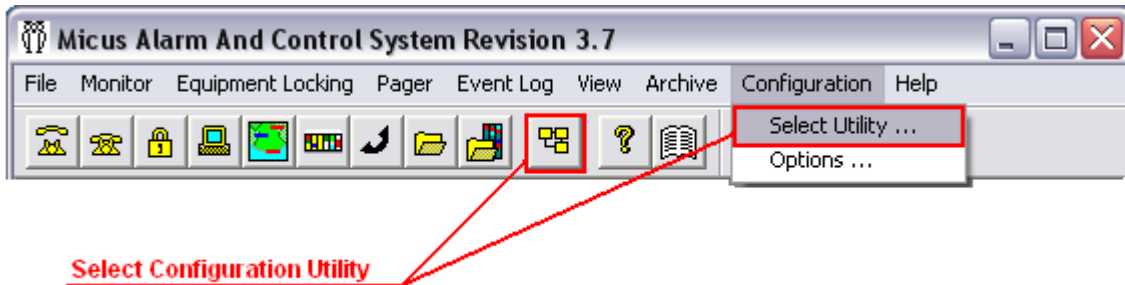 Micus Alarm And Control System Revision 3.7
File Monitor Equipment Locking Pager Event Log View Archive Configuration Help
Select Utility ...
Options ...
Select Configuration Utility